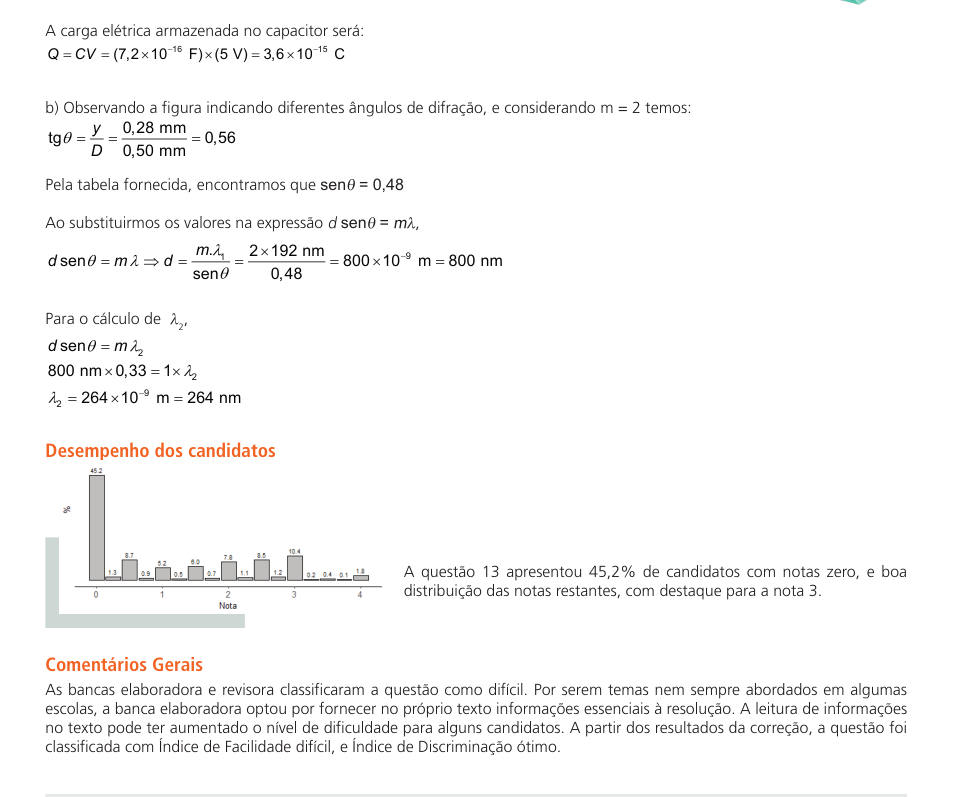 A carga elétrica armazenada no capacitor será:
Q = CV = (7,2×10⁻¹⁶ F)×(5 V) = 3,6×10⁻¹⁵ C
b) Observando a figura indicando diferentes ângulos de difração, e considerando m = 2 temos:
tgθ = y/D = 0,28 mm/0,50 mm = 0,56
Pela tabela fornecida, encontramos que senθ = 0,48
Ao substituirmos os valores na expressão d senθ = mλ,
d senθ = m λ ⇒ d = m.λ₁/senθ = 2×192 nm/0,48 = 800×10⁻⁹ m = 800 nm
Para o cálculo de λ₂,
d senθ = m λ₂
800 nm×0,33 = 1×λ₂
λ₂ = 264×10⁻⁹ m = 264 nm
Desempenho dos candidatos
45.2
%
1.3 8.7 0.9 5.2 0.5 6.0 0.7 7.8 1.1 8.5 1.2 10.4 0.2 0.4 0.1 1.8
0 1 2 3 4
Nota
A questão 13 apresentou 45,2% de candidatos com notas zero, e boa
distribuição das notas restantes, com destaque para a nota 3.
Comentários Gerais
As bancas elaboradora e revisora classificaram a questão como difícil. Por serem temas nem sempre abordados em algumas
escolas, a banca elaboradora optou por fornecer no próprio texto informações essenciais à resolução. A leitura de informações
no texto pode ter aumentado o nível de dificuldade para alguns candidatos. A partir dos resultados da correção, a questão foi
classificada com Índice de Facilidade difícil, e Índice de Discriminação ótimo.